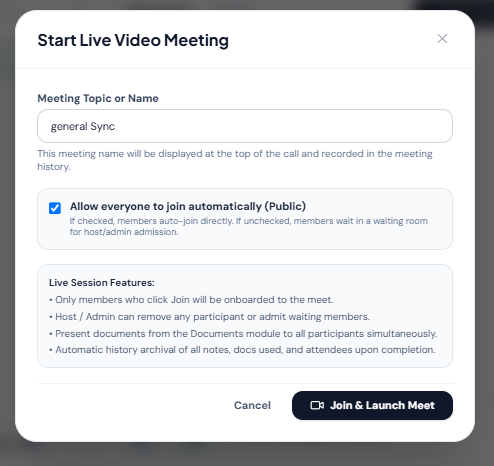 Start Live Video Meeting
Meeting Topic or Name
general Sync
This meeting name will be displayed at the top of the call and recorded in the meeting
history.
Allow everyone to join automatically (Public)
If checked, members auto-join directly. If unchecked, members wait in a waiting room
for host/admin admission.
Live Session Features:
• Only members who click Join will be onboarded to the meet.
• Host / Admin can remove any participant or admit waiting members.
• Present documents from the Documents module to all participants simultaneously.
• Automatic history archival of all notes, docs used, and attendees upon completion.
Cancel
Join & Launch Meet